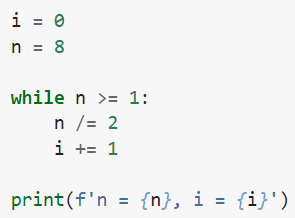 i = 0
n = 8
while n >= 1:
    n /= 2
    i += 1
print(f'n = {n}, i = {i}')